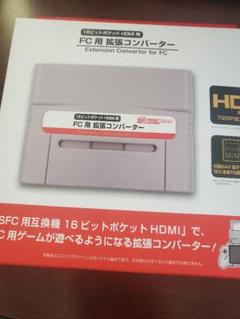 16ビットポケットHDMI用
FC用 拡張コンバーター
Extension Converter for FC
HD
720P出
16ビットポケットHDMI用
FC用 拡張コンバーター
SFC用互換機 16ビットポケットHDMI」で、
C用ゲームが遊べるようになる拡張コンバーター!